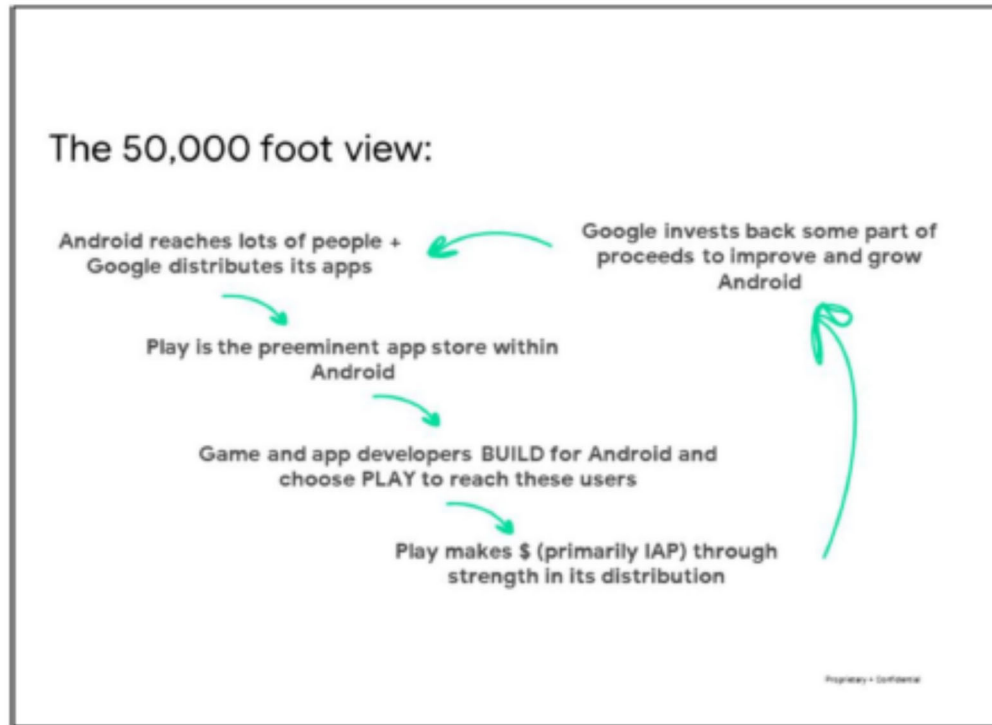 The 50,000 foot view:
Android reaches lots of people +
Google distributes its apps
Play is the preeminent app store within
Android
Game and app developers BUILD for Android and
choose PLAY to reach these users
Play makes $ (primarily IAP) through
strength in its distribution
Google invests back some part of
proceeds to improve and grow
Android
Proprietary + Confidential